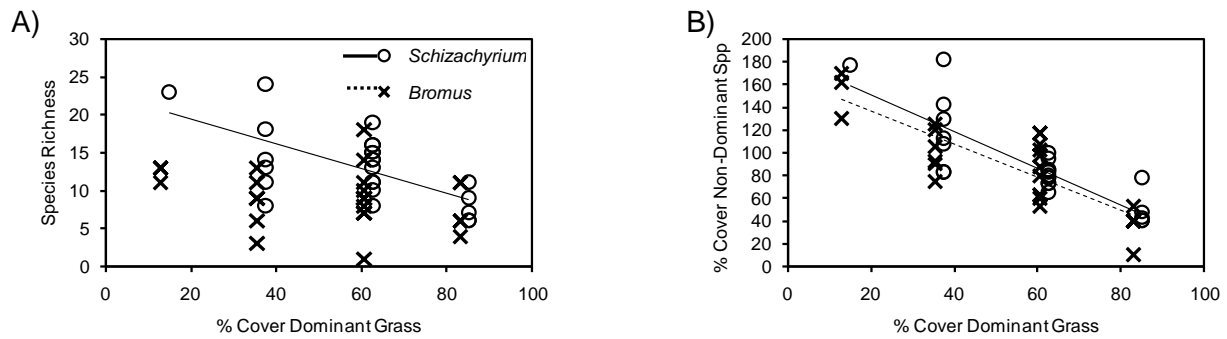 A)
Species Richness
30
25
20
15
10
5
0
Schizachyrium
Bromus
0 20 40 60 80 100
% Cover Dominant Grass
B)
% Cover Non-Dominant Spp
200
180
160
140
120
100
80
60
40
20
0
0 20 40 60 80 100
% Cover Dominant Grass